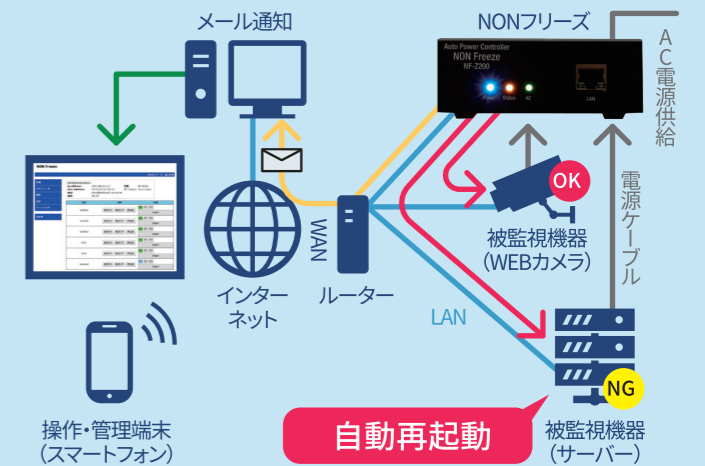 メール通知
NONフリーズ
AC電源供給
Auto Power Controller
NON Freeze
NF-Z200
Power
Status
AC
LAN
NON Freeze
OK
電源ケーブル
被監視機器
(WEBカメラ)
WAN
インター
ネット
ルーター
LAN
NG
自動再起動
操作・管理端末
(スマートフォン)
被監視機器
(サーバー)